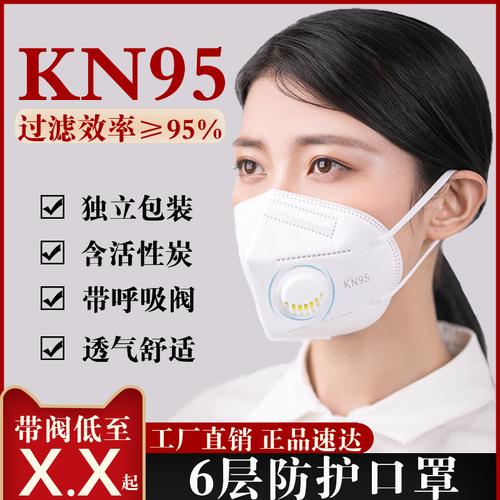 KN95
过滤效率≥95%
独立包装
含活性炭
带呼吸阀
透气舒适
KN95
带阀低至
X.X起
工厂直销 正品速达
6层防护口罩